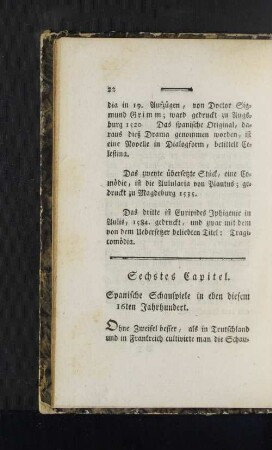 22
dia in 19. Aufzügen, von Doctor Sig-
mund Grimm; ward gedruckt zu Augs-
burg 1520. Das spanische Original, da-
raus dieß Drama genommen worden, ist
eine Novelle in Dialogform, betitelt Ce-
lestina.
Das zweyte übersetzte Stück, eine Co-
mödie, ist die Aulularia von Plautus; ge-
druckt zu Magdeburg 1535.
Das dritte ist Euripides Iphigenie in
Aulis, 1584. gedruckt, und zwar mit dem
von dem Uebersetzer beliebten Titel: Tragi-
comödia.
Sechstes Capitel.
Spanische Schauspiele in eben diesem
16ten Jahrhundert.
Ohne Zweifel besser, als in Teutschland
und in Frankreich cultivirte man die Schau-